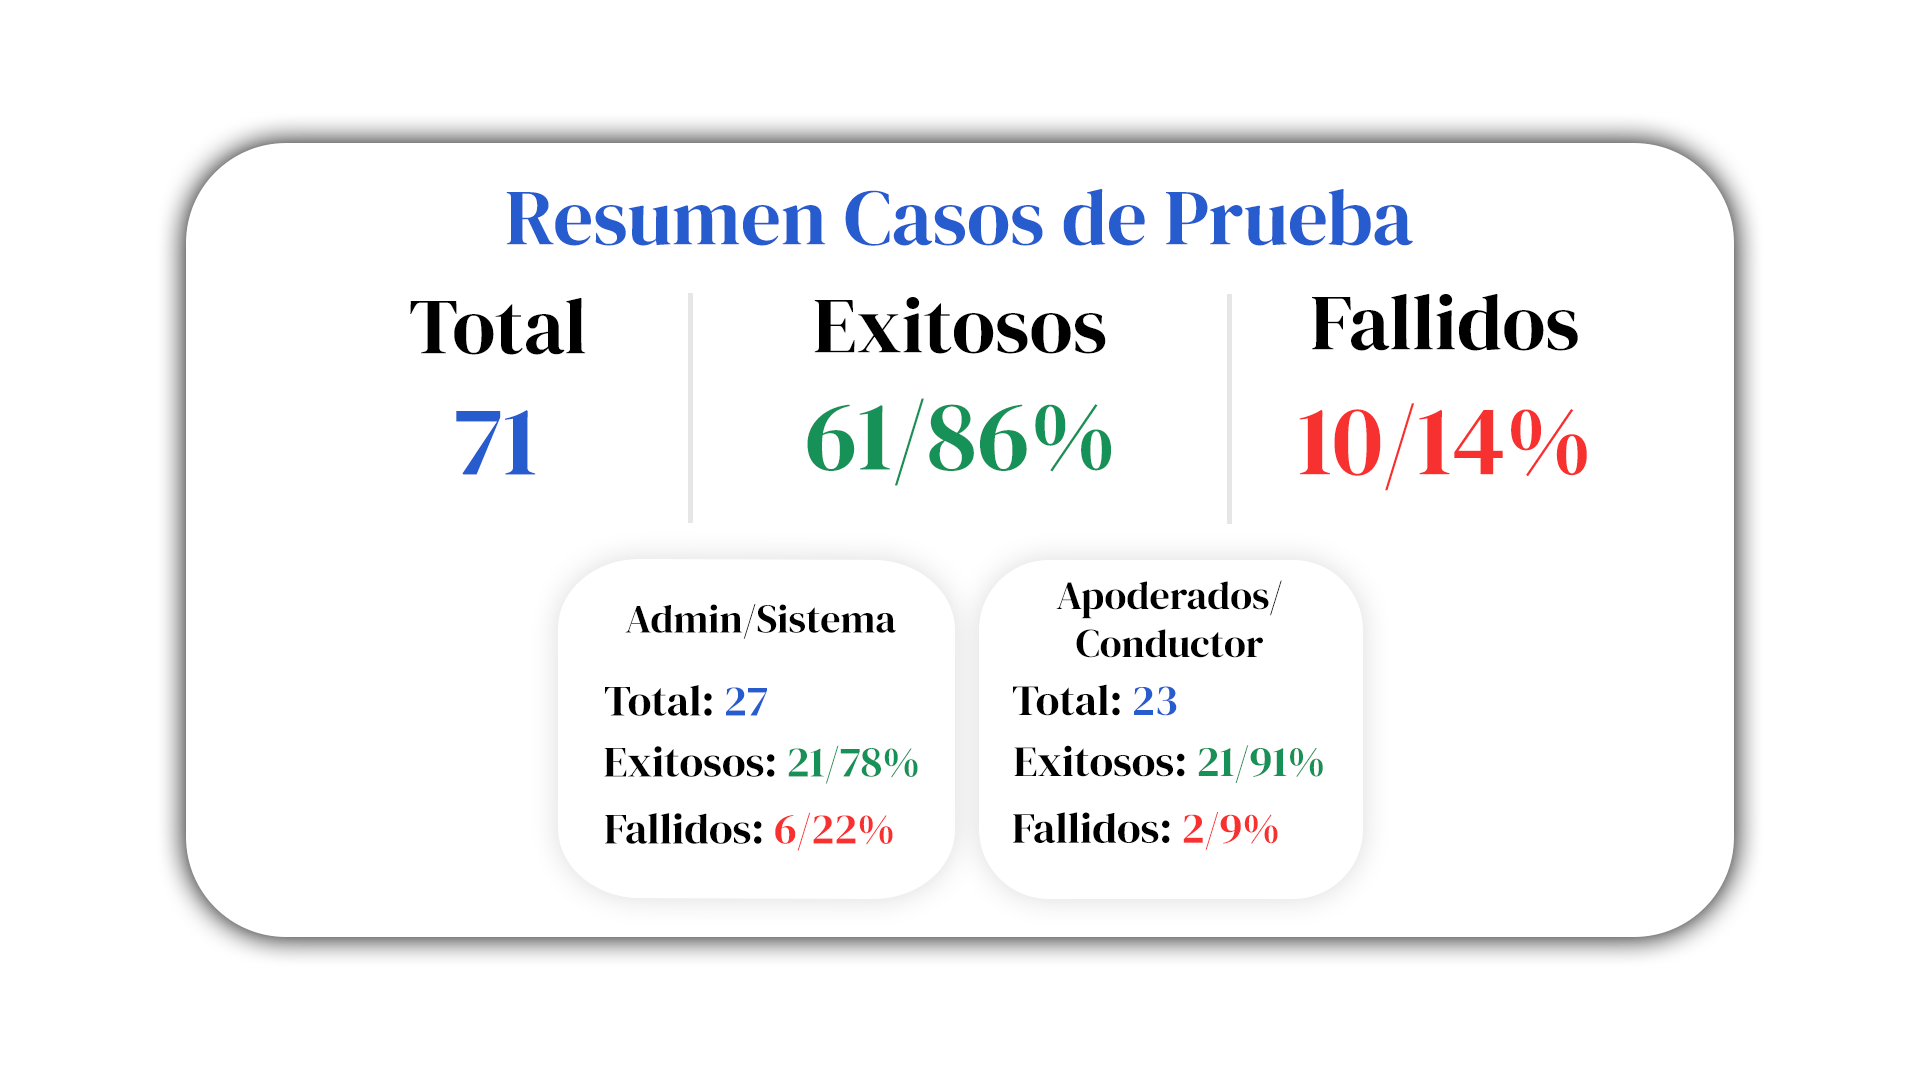 Resumen Casos de Prueba
Total
71
Exitosos
61/86%
Fallidos
10/14%
Admin/Sistema
Total: 27
Exitosos: 21/78%
Fallidos: 6/22%
Apoderados/
Conductor
Total: 23
Exitosos: 21/91%
Fallidos: 2/9%